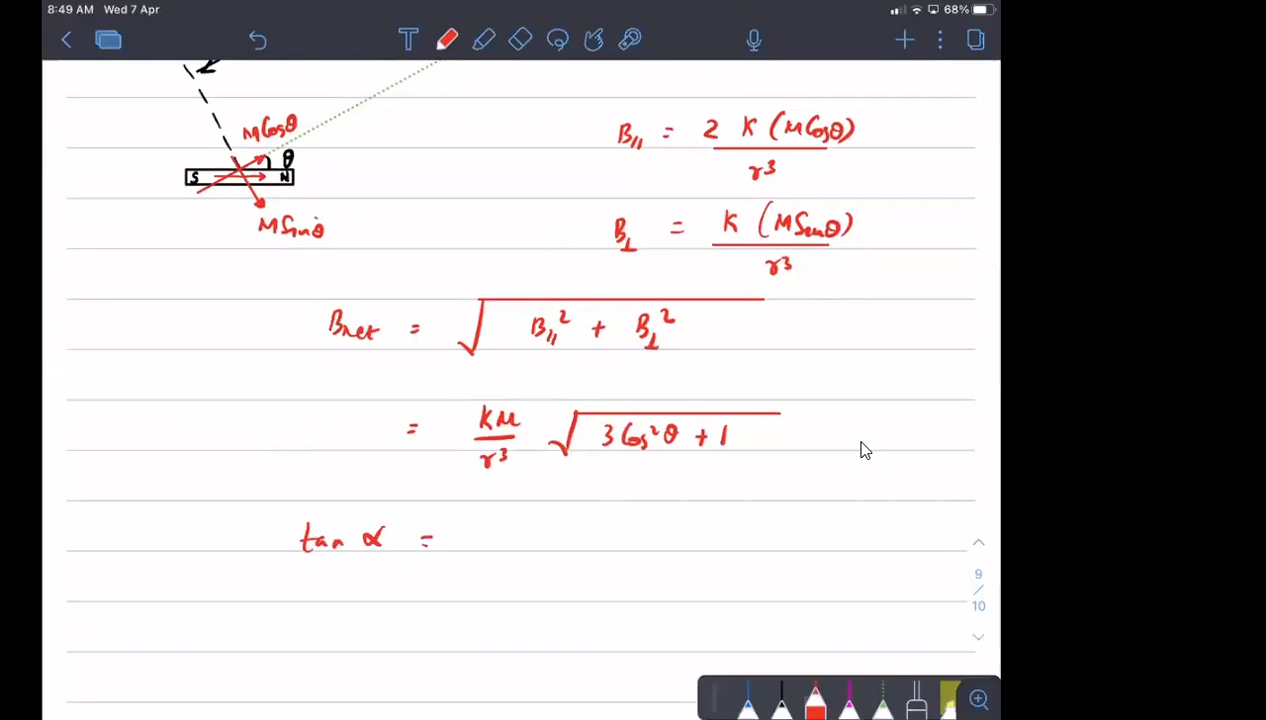 8:49 AM Wed 7 Apr
68%
T
M Cosθ
θ
S N
M Sinθ
B∥ = 2 K (M Cosθ) / r³
B⊥ = K (M Sinθ) / r³
Bnet = √(B∥² + B⊥²)
= KM / r³ √(3 Cos²θ + 1)
tan α =
9
/
10